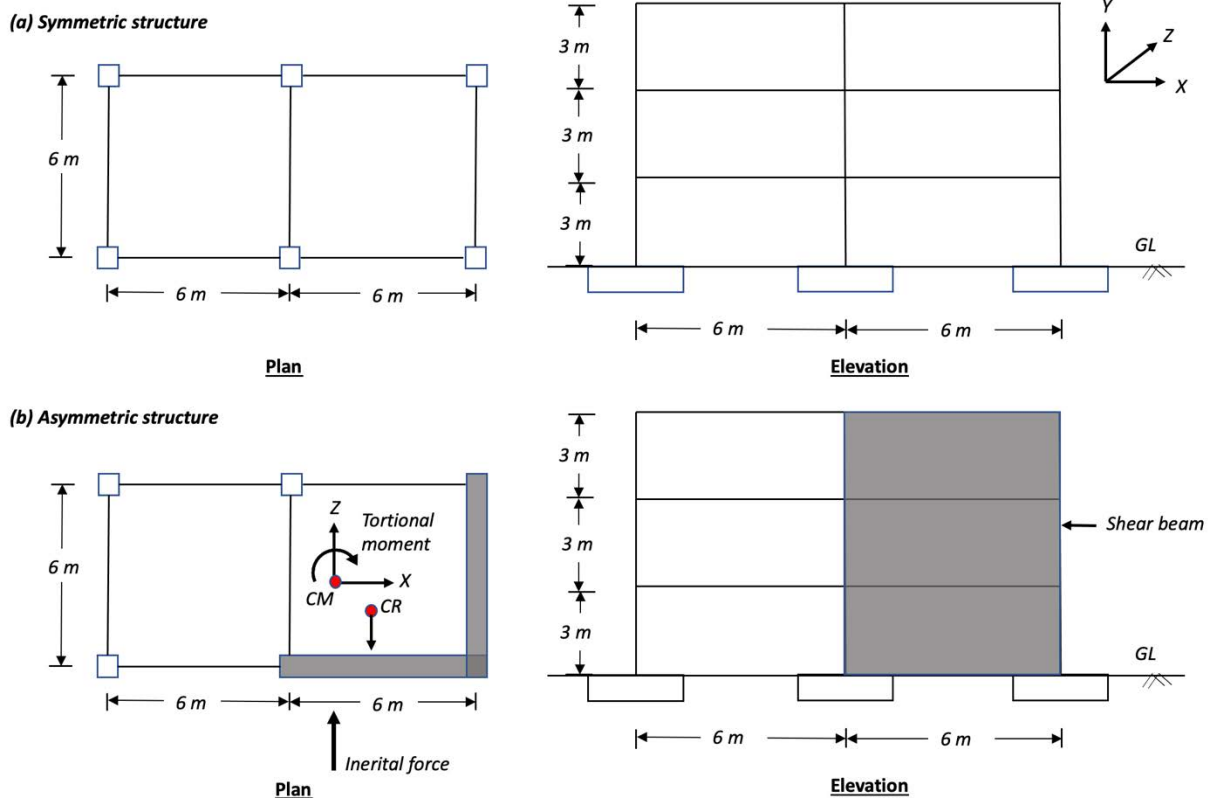 (a) Symmetric structure
6 m
6 m
6 m
Plan
3 m
3 m
3 m
6 m
6 m
GL
Y
Z
X
Elevation
(b) Asymmetric structure
6 m
Z
Tortional
moment
X
CM
CR
6 m
6 m
Inerital force
Plan
3 m
3 m
3 m
Shear beam
GL
6 m
6 m
Elevation